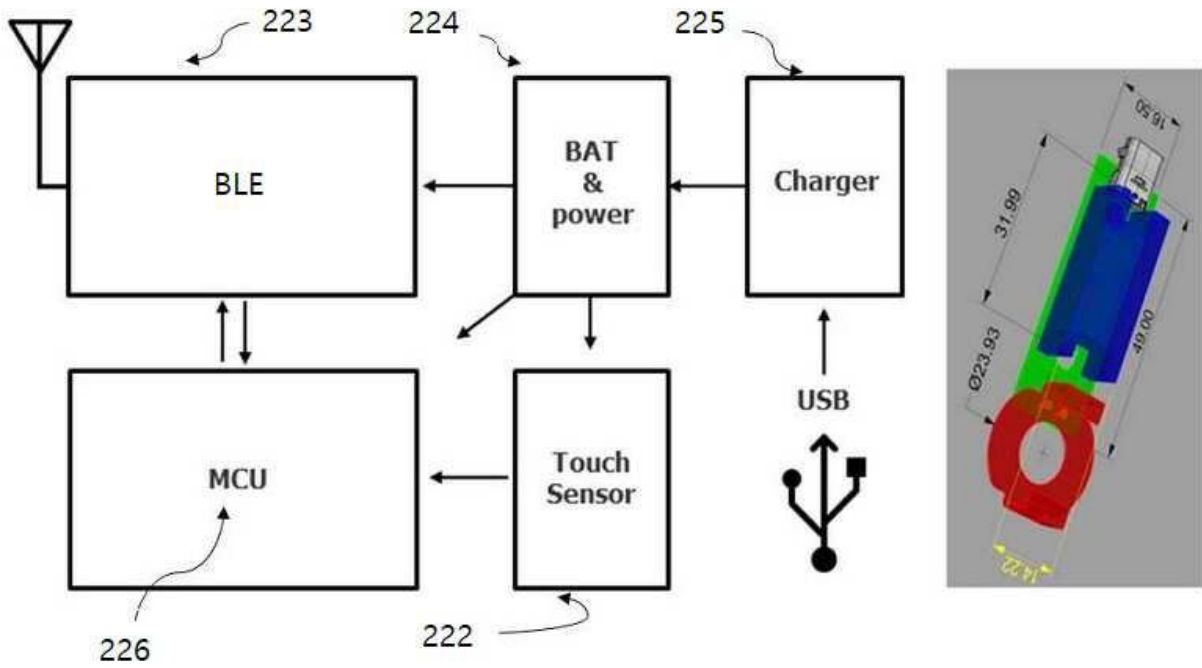 223
224
225
BLE
BAT
&
power
Charger
MCU
Touch
Sensor
USB
226
222
16.50
31.99
49.00
Ø23.93
14.22